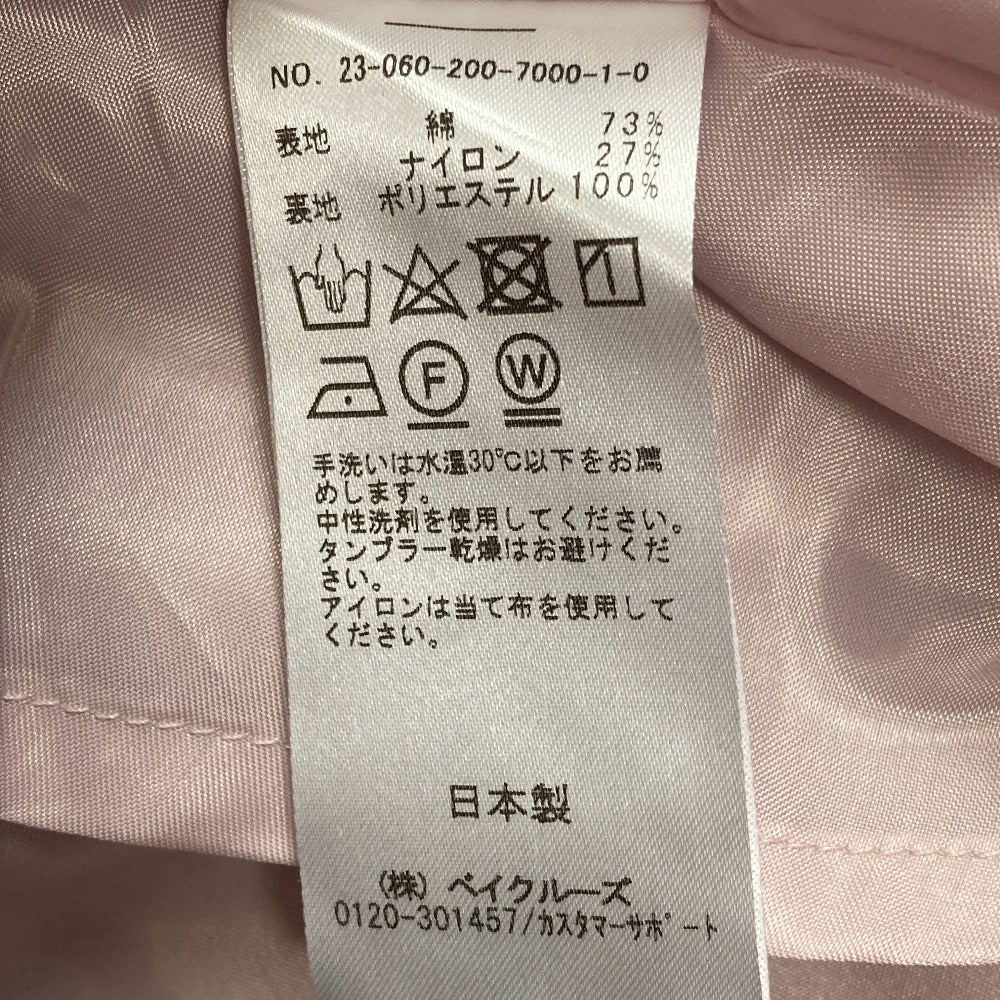 NO. 23-060-200-7000-1-0
表地 綿 73%
ナイロン 27%
裏地 ポリエステル 100%
F W
手洗いは水温30℃以下をお薦
めします。
中性洗剤を使用してください。
タンブラー乾燥はお避けくだ
さい。
アイロンは当て布を使用して
ください。
日本製
(株) ベイクルーズ
0120-301457/カスタマーサポート